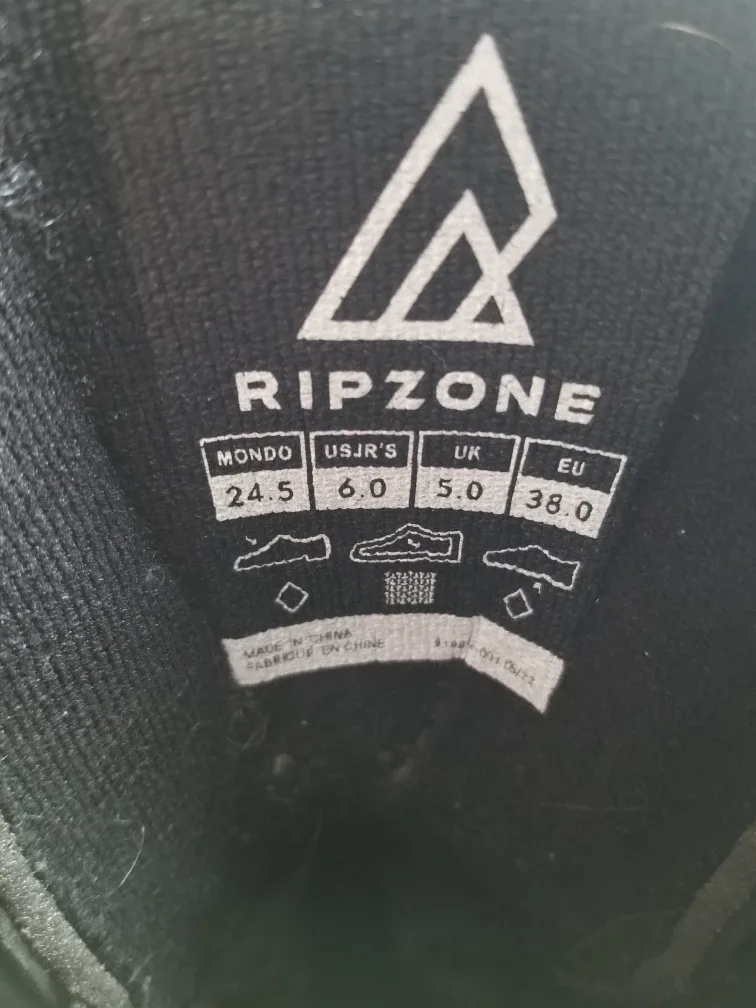 RIPZONE
MONDO USJR'S UK EU
24.5 6.0 5.0 38.0
MADE IN CHINA
FABRIQUÉ EN CHINE